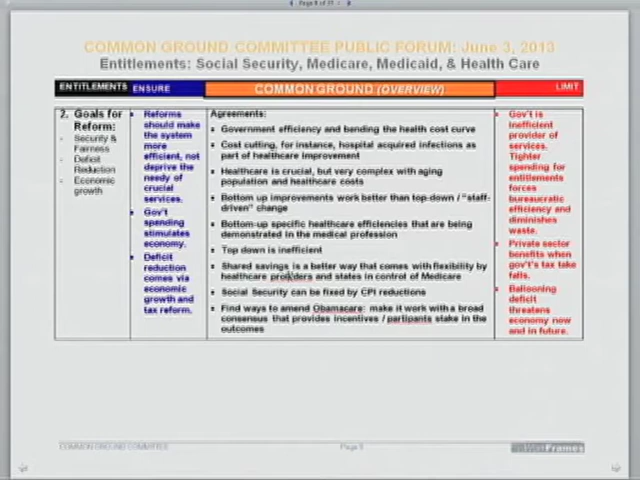 COMMON GROUND COMMITTEE PUBLIC FORUM: June 3, 2013
Entitlements: Social Security, Medicare, Medicaid, & Health Care
ENTITLEMENTS
ENSURE
COMMON GROUND (OVERVIEW)
LIMIT
2. Goals for
Reform:
- Security &
Fairness
- Deficit
Reduction
- Economic
growth
• Reforms
should make
the system
more
efficient, not
deprive the
needy of
crucial
services.
• Gov't
spending
stimulates
economy.
• Deficit
reduction
comes via
economic
growth and
tax reform.
Agreements:
• Government efficiency and bending the health cost curve
• Cost cutting, for instance, hospital acquired infections as
part of healthcare improvement
• Healthcare is crucial, but very complex with aging
population and healthcare costs
• Bottom up improvements work better than top-down / "staff-
driven" change
• Bottom-up specific healthcare efficiencies that are being
demonstrated in the medical profession
• Top down is inefficient
• Shared savings is a better way that comes with flexibility by
healthcare and states in control of Medicare
• Social Security can be fixed by CPI reductions
• Find ways to amend Obamacare: make it work with a broad
consensus that provides incentives / partipants stake in the
outcomes
• Gov't is
inefficient
provider of
services.
Tighter
spending for
entitlements
forces
bureaucratic
efficiency and
diminishes
waste.
• Private sector
benefits when
gov't's tax take
falls.
• Ballooning
deficit
threatens
economy now
and in future.
COMMON GROUND COMMITTEE
Frames